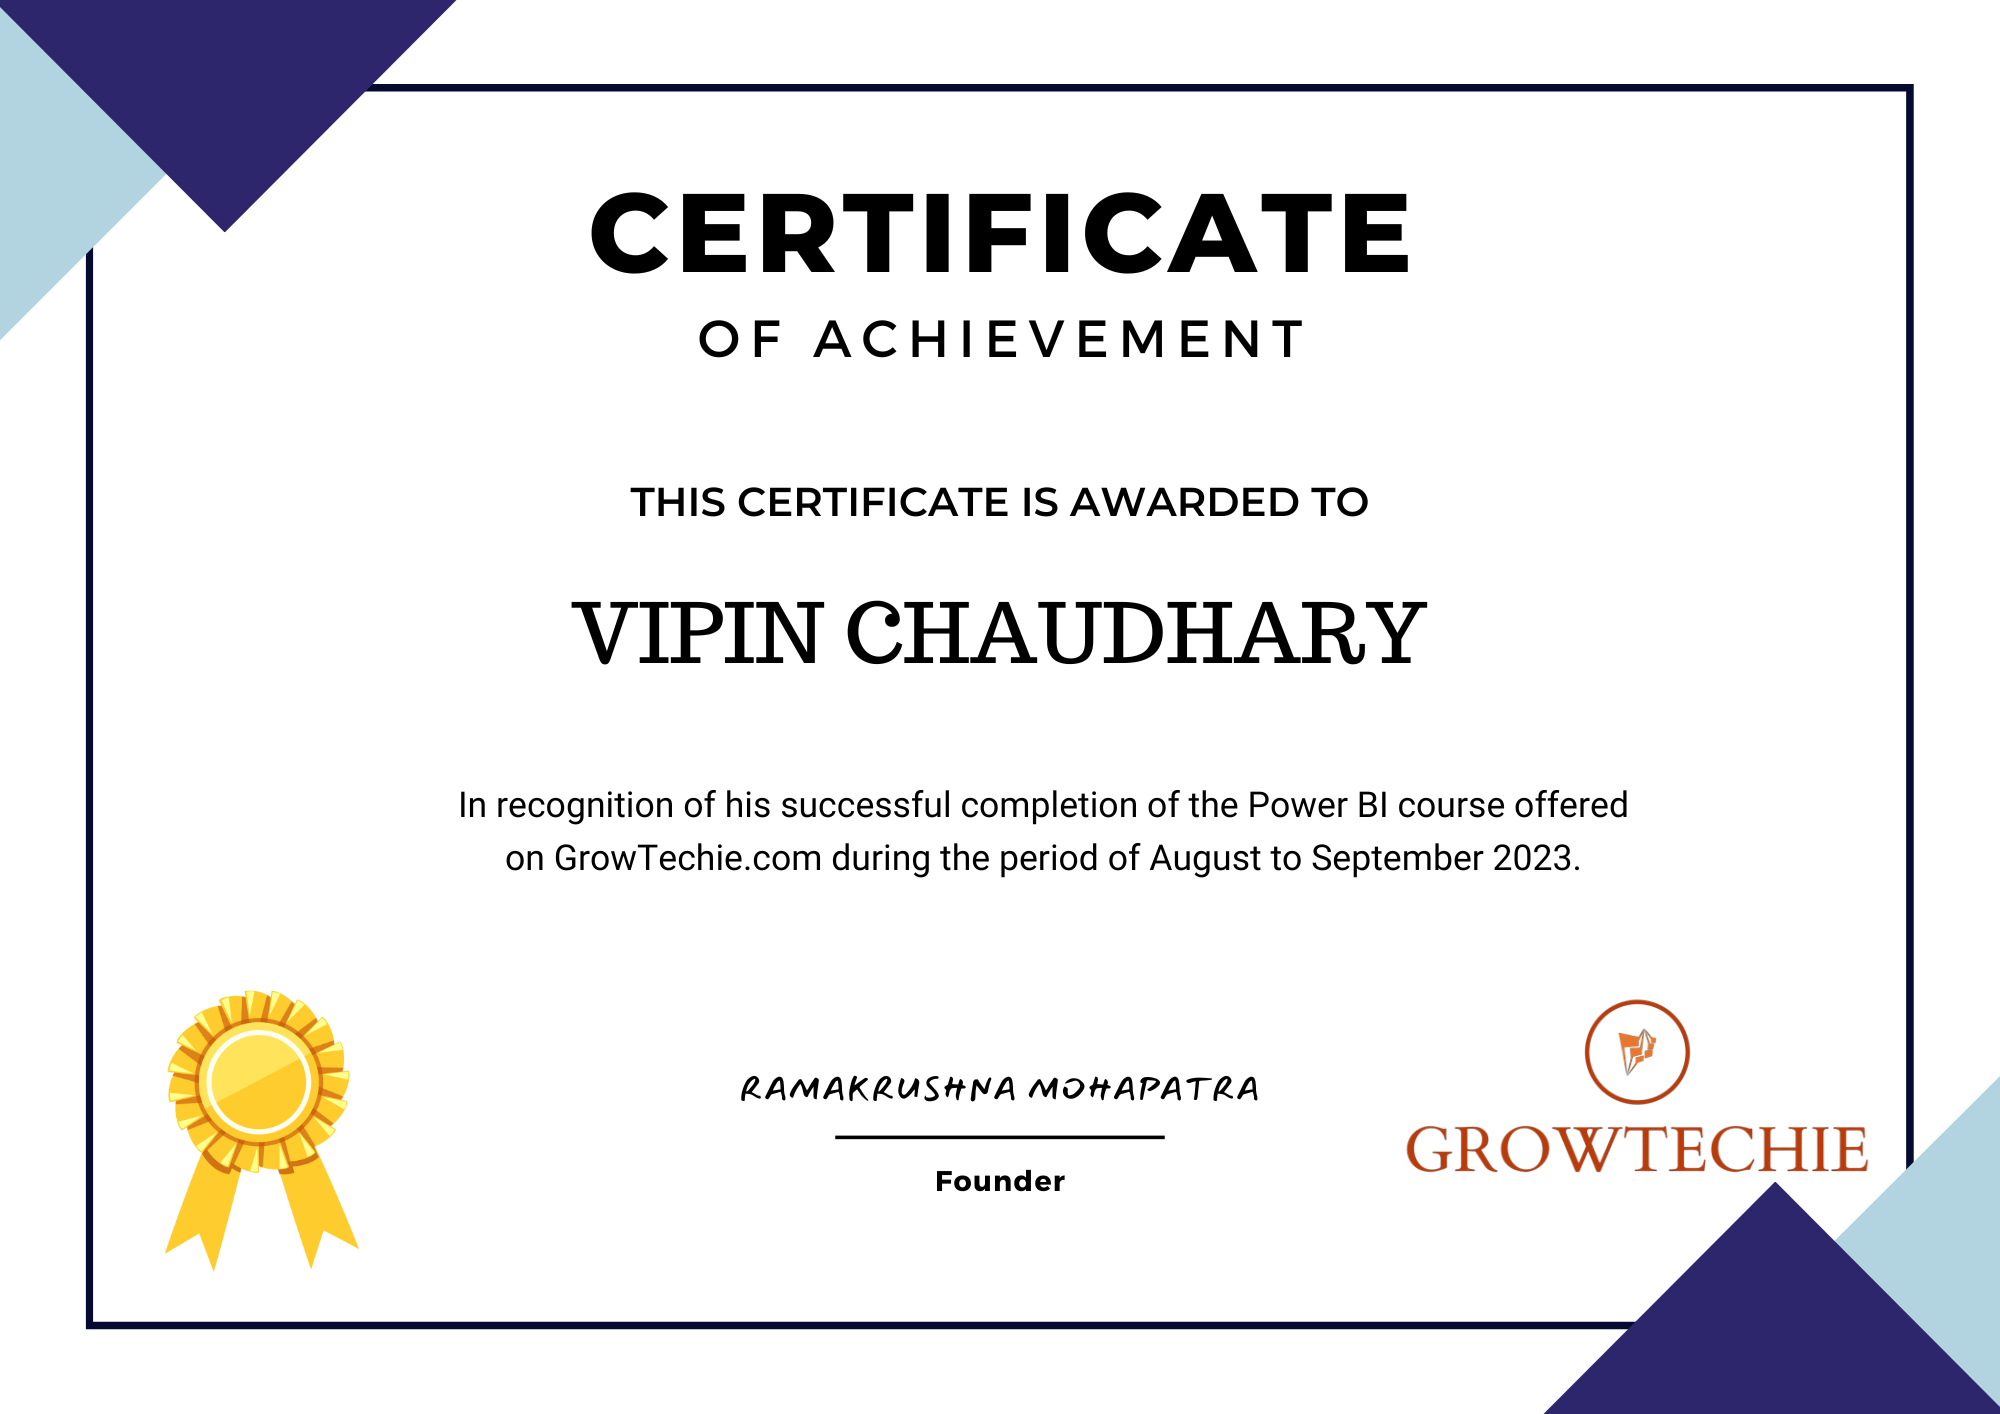 CERTIFICATE
OF ACHIEVEMENT
THIS CERTIFICATE IS AWARDED TO
VIPIN CHAUDHARY
In recognition of his successful completion of the Power BI course offered
on GrowTechie.com during the period of August to September 2023.
RAMAKRUSHNA MOHAPATRA
Founder
GROWTECHIE